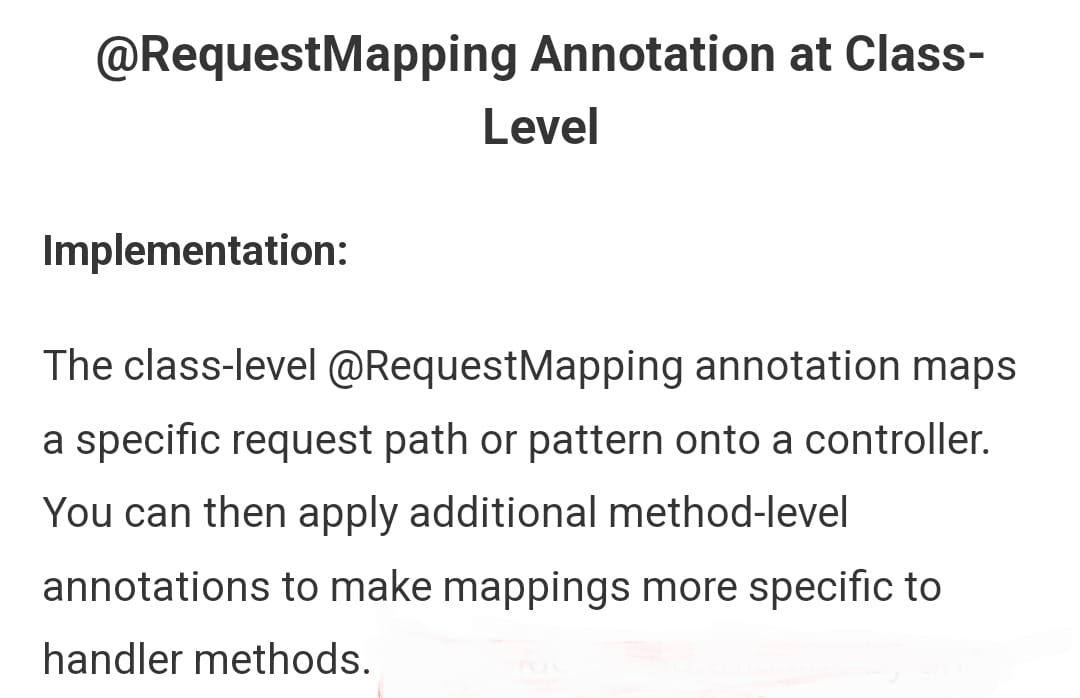 @RequestMapping Annotation at Class-
Level
Implementation:
The class-level @RequestMapping annotation maps
a specific request path or pattern onto a controller.
You can then apply additional method-level
annotations to make mappings more specific to
handler methods.